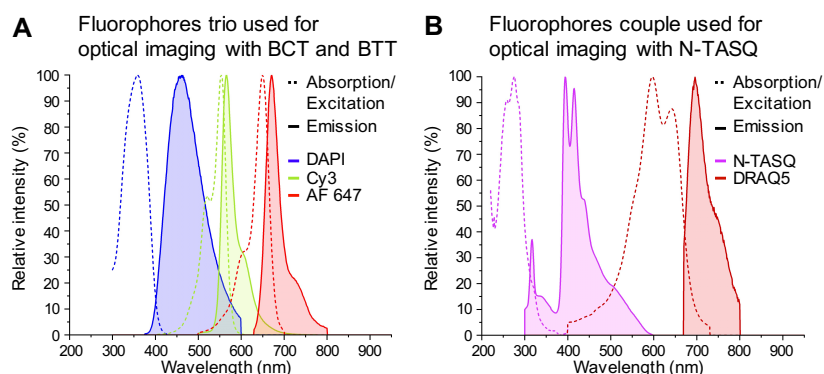 A
Fluorophores trio used for
optical imaging with BCT and BTT
Relative intensity (%)
100
90
80
70
60
50
40
30
20
10
0
Absorption/
Excitation
Emission
DAPI
Cy3
AF 647
200 300 400 500 600 700 800 900
Wavelength (nm)
B
Fluorophores couple used for
optical imaging with N-TASQ
Relative intensity (%)
100
90
80
70
60
50
40
30
20
10
0
Absorption/
Excitation
Emission
N-TASQ
DRAQ5
200 300 400 500 600 700 800 900
Wavelength (nm)